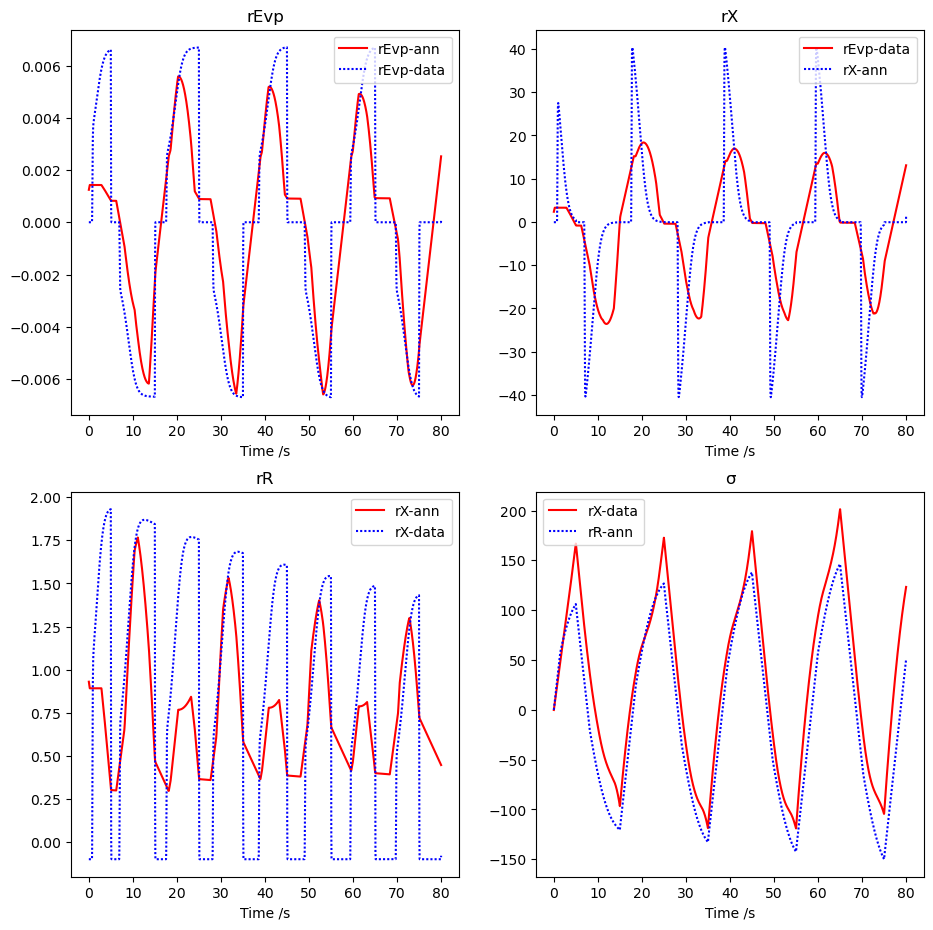 rEvp
rEvp-ann
rEvp-data
0.006
0.004
0.002
0.000
−0.002
−0.004
−0.006
0 10 20 30 40 50 60 70 80
Time /s
rX
rEvp-data
rX-ann
40
30
20
10
0
−10
−20
−30
−40
0 10 20 30 40 50 60 70 80
Time /s
rR
rX-ann
rX-data
2.00
1.75
1.50
1.25
1.00
0.75
0.50
0.25
0.00
0 10 20 30 40 50 60 70 80
Time /s
σ
rX-data
rR-ann
200
150
100
50
0
−50
−100
−150
0 10 20 30 40 50 60 70 80
Time /s